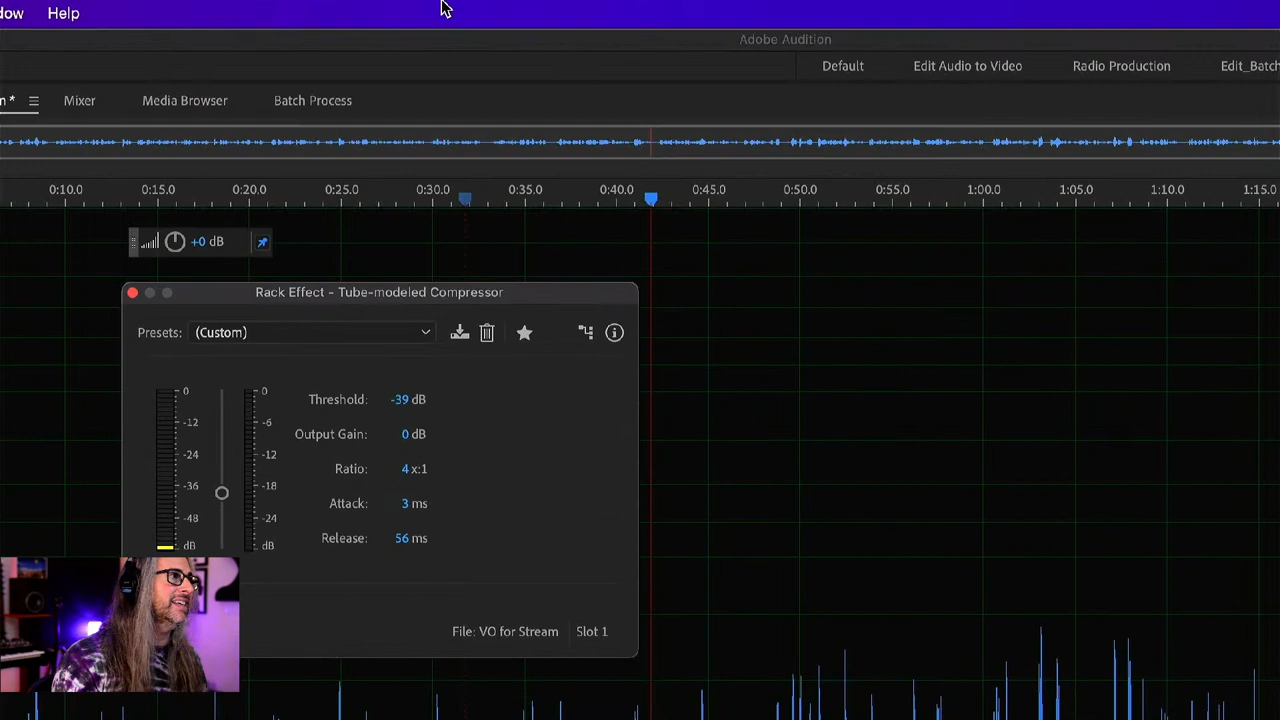 dow Help
Adobe Audition
Default Edit Audio to Video Radio Production Edit_Batch
n* Mixer Media Browser Batch Process
0:10.0 0:15.0 0:20.0 0:25.0 0:30.0 0:35.0 0:40.0 0:45.0 0:50.0 0:55.0 1:00.0 1:05.0 1:10.0 1:15.0
+0 dB
Rack Effect - Tube-modeled Compressor
Presets: (Custom)
0 0
-12 -6
-24 -12
-36 -18
-48 -24
dB dB
Threshold: -39 dB
Output Gain: 0 dB
Ratio: 4 x:1
Attack: 3 ms
Release: 56 ms
File: VO for Stream Slot 1